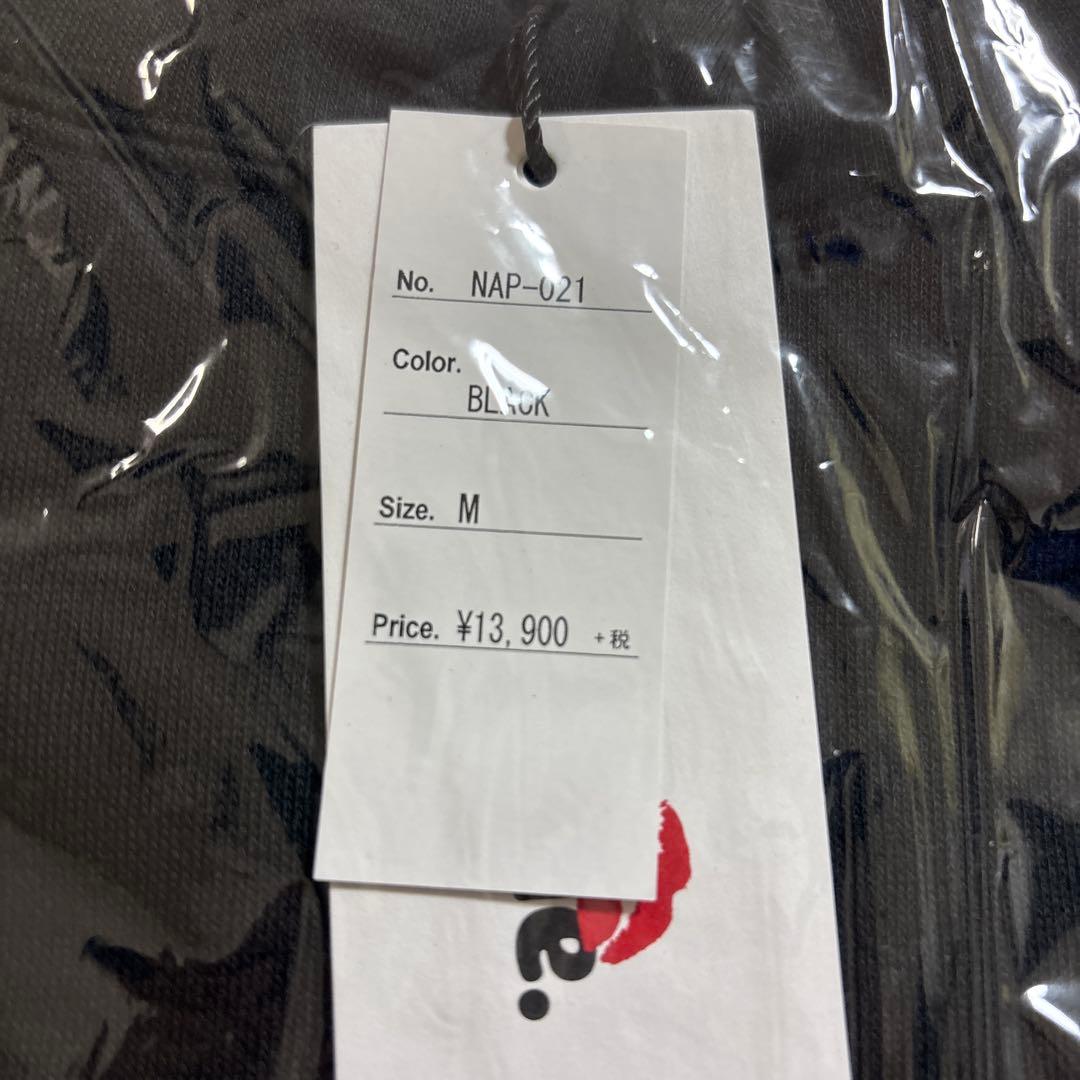 No. NAP-021
Color.
BLACK
Size. M
Price. ¥13,900 +税